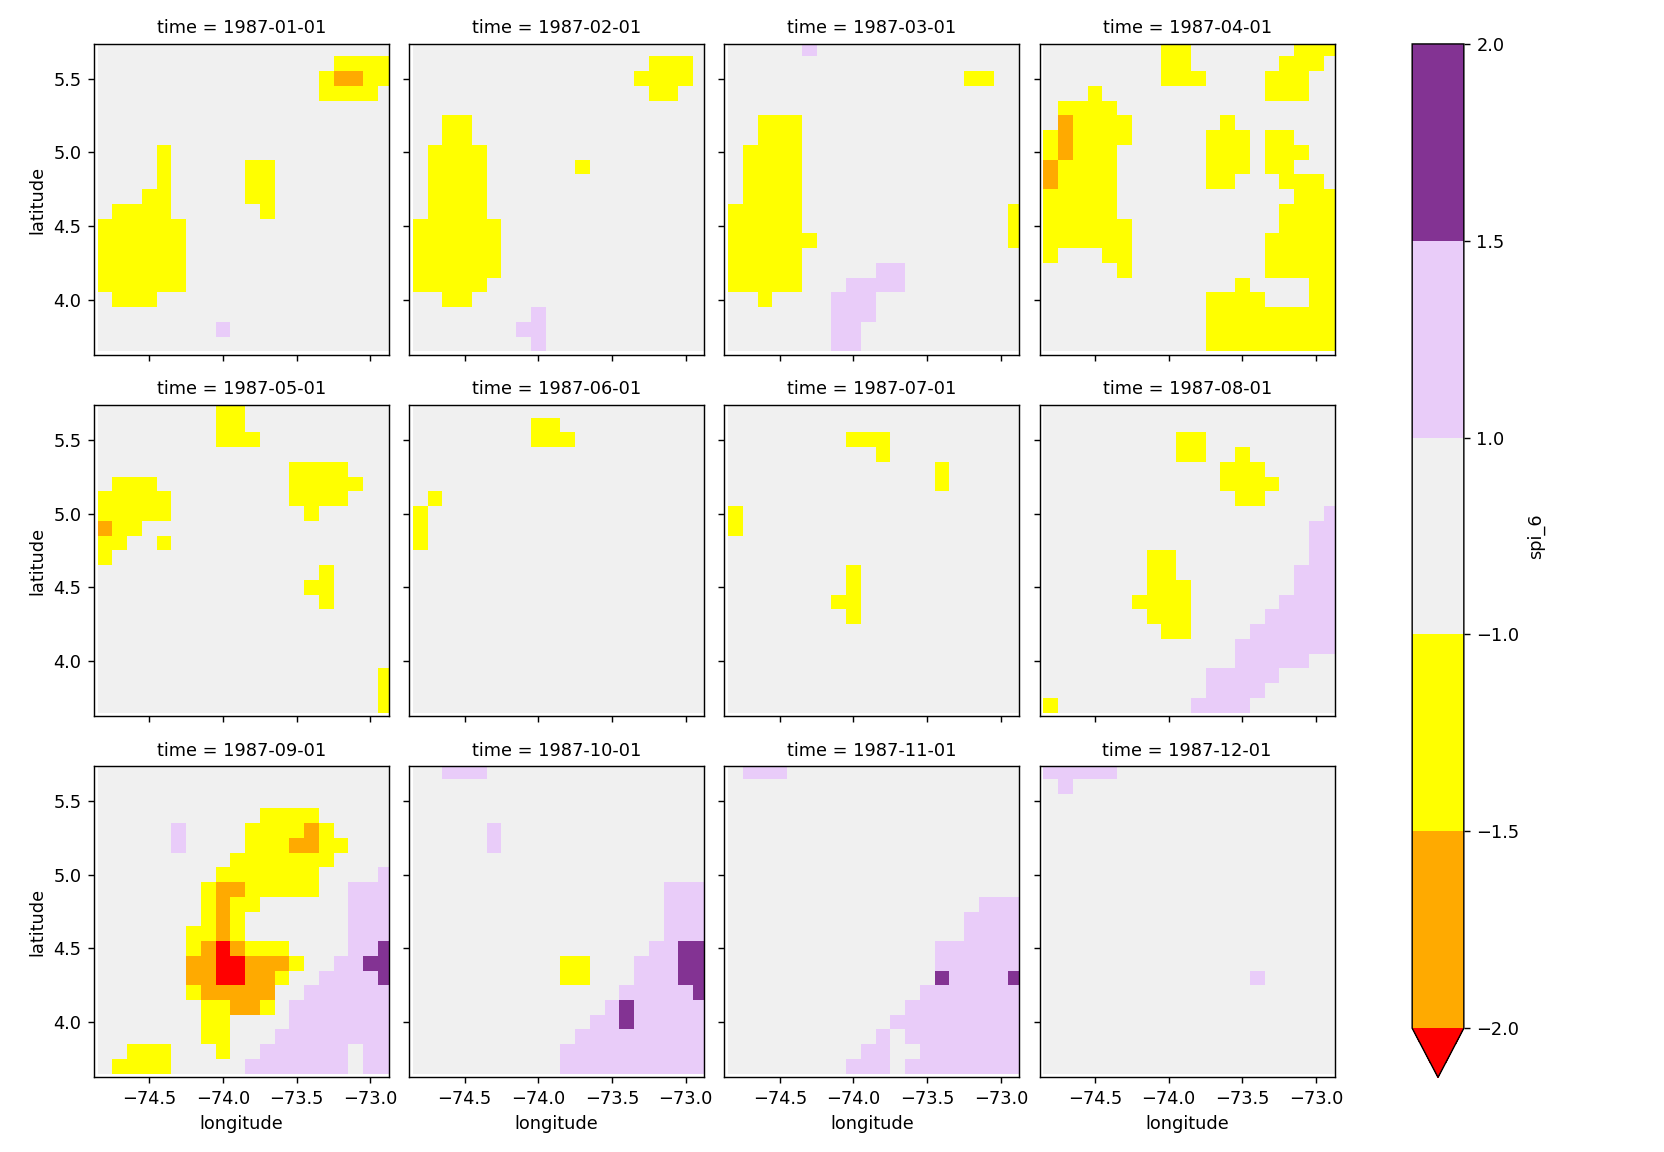 time = 1987-01-01
time = 1987-02-01
time = 1987-03-01
time = 1987-04-01
latitude
5.5
5.0
4.5
4.0
time = 1987-05-01
time = 1987-06-01
time = 1987-07-01
time = 1987-08-01
latitude
5.5
5.0
4.5
4.0
time = 1987-09-01
time = 1987-10-01
time = 1987-11-01
time = 1987-12-01
latitude
5.5
5.0
4.5
4.0
−74.5 −74.0 −73.5 −73.0
longitude
−74.5 −74.0 −73.5 −73.0
longitude
−74.5 −74.0 −73.5 −73.0
longitude
−74.5 −74.0 −73.5 −73.0
longitude
2.0
1.5
1.0
−1.0
−1.5
−2.0
spi_6